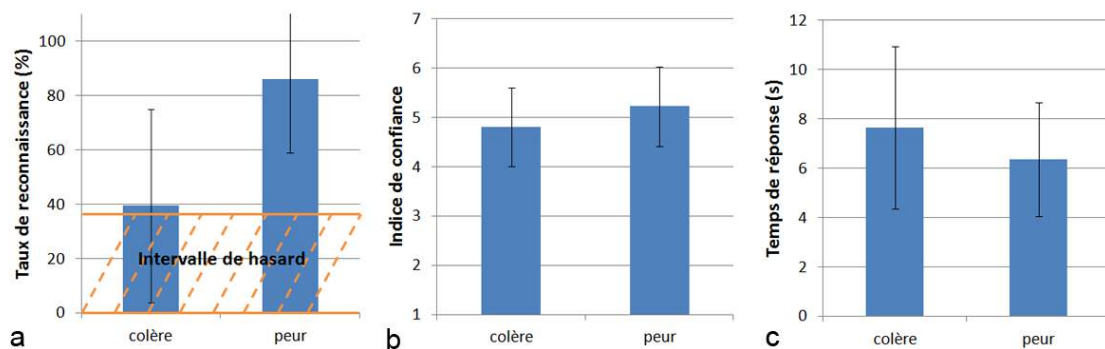 Taux de reconnaissance (%)
100
80
60
40
20
0
Intervalle de hasard
colère peur
a
Indice de confiance
7
6
5
4
3
2
1
colère peur
b
Temps de réponse (s)
12
10
8
6
4
2
0
colère peur
c